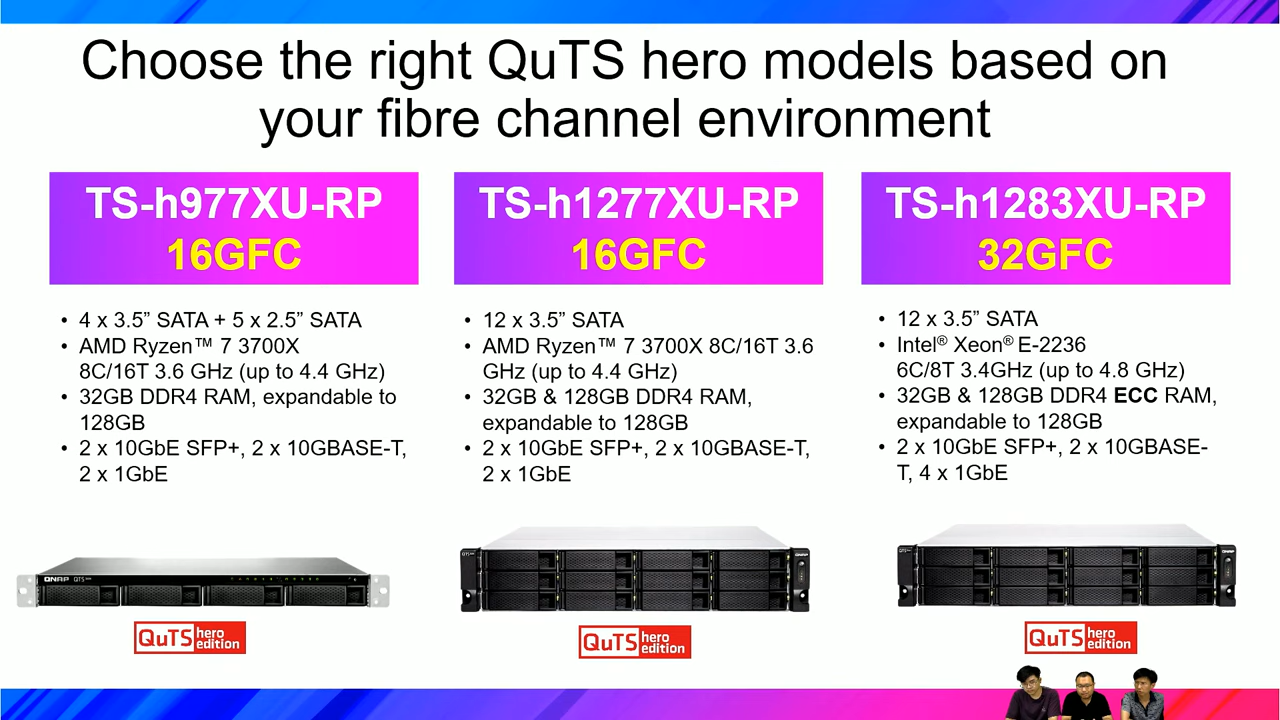 Choose the right QuTS hero models based on
your fibre channel environment
TS-h977XU-RP
16GFC
• 4 x 3.5” SATA + 5 x 2.5” SATA
• AMD Ryzen™ 7 3700X
8C/16T 3.6 GHz (up to 4.4 GHz)
• 32GB DDR4 RAM, expandable to
128GB
• 2 x 10GbE SFP+, 2 x 10GBASE-T,
2 x 1GbE
QNAP QTS
QuTS hero
edition
TS-h1277XU-RP
16GFC
• 12 x 3.5” SATA
• AMD Ryzen™ 7 3700X 8C/16T 3.6
GHz (up to 4.4 GHz)
• 32GB & 128GB DDR4 RAM,
expandable to 128GB
• 2 x 10GbE SFP+, 2 x 10GBASE-T,
2 x 1GbE
QuTS hero
edition
TS-h1283XU-RP
32GFC
• 12 x 3.5” SATA
• Intel® Xeon® E-2236
6C/8T 3.4GHz (up to 4.8 GHz)
• 32GB & 128GB DDR4 ECC RAM,
expandable to 128GB
• 2 x 10GbE SFP+, 2 x 10GBASE-
T, 4 x 1GbE
QNAP
QuTS hero
edition